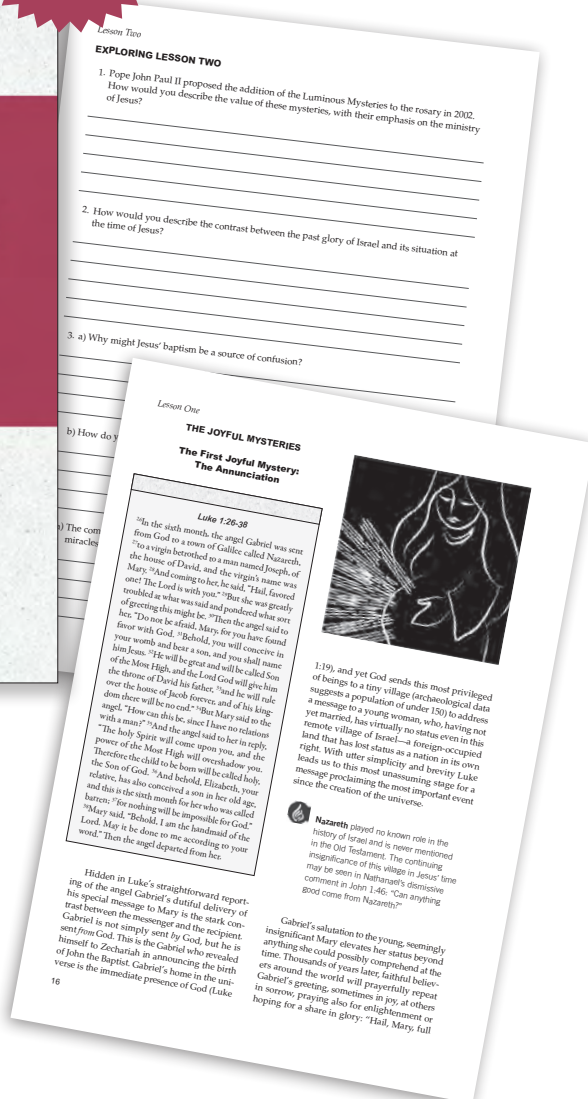 Lesson Two
EXPLORING LESSON TWO
1. Pope John Paul II proposed the addition of the Luminous Mysteries to the rosary in 2002.
How would you describe the value of these mysteries, with their emphasis on the ministry
of Jesus?
2. How would you describe the contrast between the past glory of Israel and its situation at
the time of Jesus?
3. a) Why might Jesus' baptism be a source of confusion?
b) How do y
) The com
miracles
Lesson One
THE JOYFUL MYSTERIES
The First Joyful Mystery:
The Annunciation
Luke 1:26-38
26In the sixth month, the angel Gabriel was sent
from God to a town of Galilee called Nazareth,
27to a virgin betrothed to a man named Joseph, of
the house of David, and the virgin's name was
Mary. 28And coming to her, he said, "Hail, favored
one! The Lord is with you." 29But she was greatly
troubled at what was said and pondered what sort
of greeting this might be. 30Then the angel said to
her, "Do not be afraid, Mary, for you have found
favor with God. 31Behold, you will conceive in
your womb and bear a son, and you shall name
him Jesus. 32He will be great and will be called Son
of the Most High, and the Lord God will give him
the throne of David his father, 33and he will rule
over the house of Jacob forever, and of his king-
dom there will be no end." 34But Mary said to the
angel, "How can this be, since I have no relations
with a man?" 35And the angel said to her in reply,
"The holy Spirit will come upon you, and the
power of the Most High will overshadow you.
Therefore the child to be born will be called holy,
the Son of God. 36And behold, Elizabeth, your
relative, has also conceived a son in her old age,
and this is the sixth month for her who was called
barren; 37for nothing will be impossible for God."
38Mary said, "Behold, I am the handmaid of the
Lord. May it be done to me according to your
word." Then the angel departed from her.
Hidden in Luke's straightforward report-
ing of the angel Gabriel's dutiful delivery of
his special message to Mary is the stark con-
trast between the messenger and the recipient.
Gabriel is not simply sent by God, but he is
sent from God. This is the Gabriel who revealed
himself to Zechariah in announcing the birth
of John the Baptist. Gabriel's home in the uni-
verse is the immediate presence of God (Luke
16
1:19), and yet God sends this most privileged
of beings to a tiny village (archaeological data
suggests a population of under 150) to address
a message to a young woman, who, having not
yet married, has virtually no status even in this
remote village of Israel—a foreign-occupied
land that has lost status as a nation in its own
right. With utter simplicity and brevity Luke
leads us to this most unassuming stage for a
message proclaiming the most important event
since the creation of the universe.
Nazareth played no known role in the
history of Israel and is never mentioned
in the Old Testament. The continuing
insignificance of this village in Jesus' time
may be seen in Nathanael's dismissive
comment in John 1:46: "Can anything
good come from Nazareth?"
Gabriel's salutation to the young, seemingly
insignificant Mary elevates her status beyond
anything she could possibly comprehend at the
time. Thousands of years later, faithful believ-
ers around the world will prayerfully repeat
Gabriel's greeting, sometimes in joy, at others
in sorrow, praying also for enlightenment or
hoping for a share in glory: "Hail, Mary, full